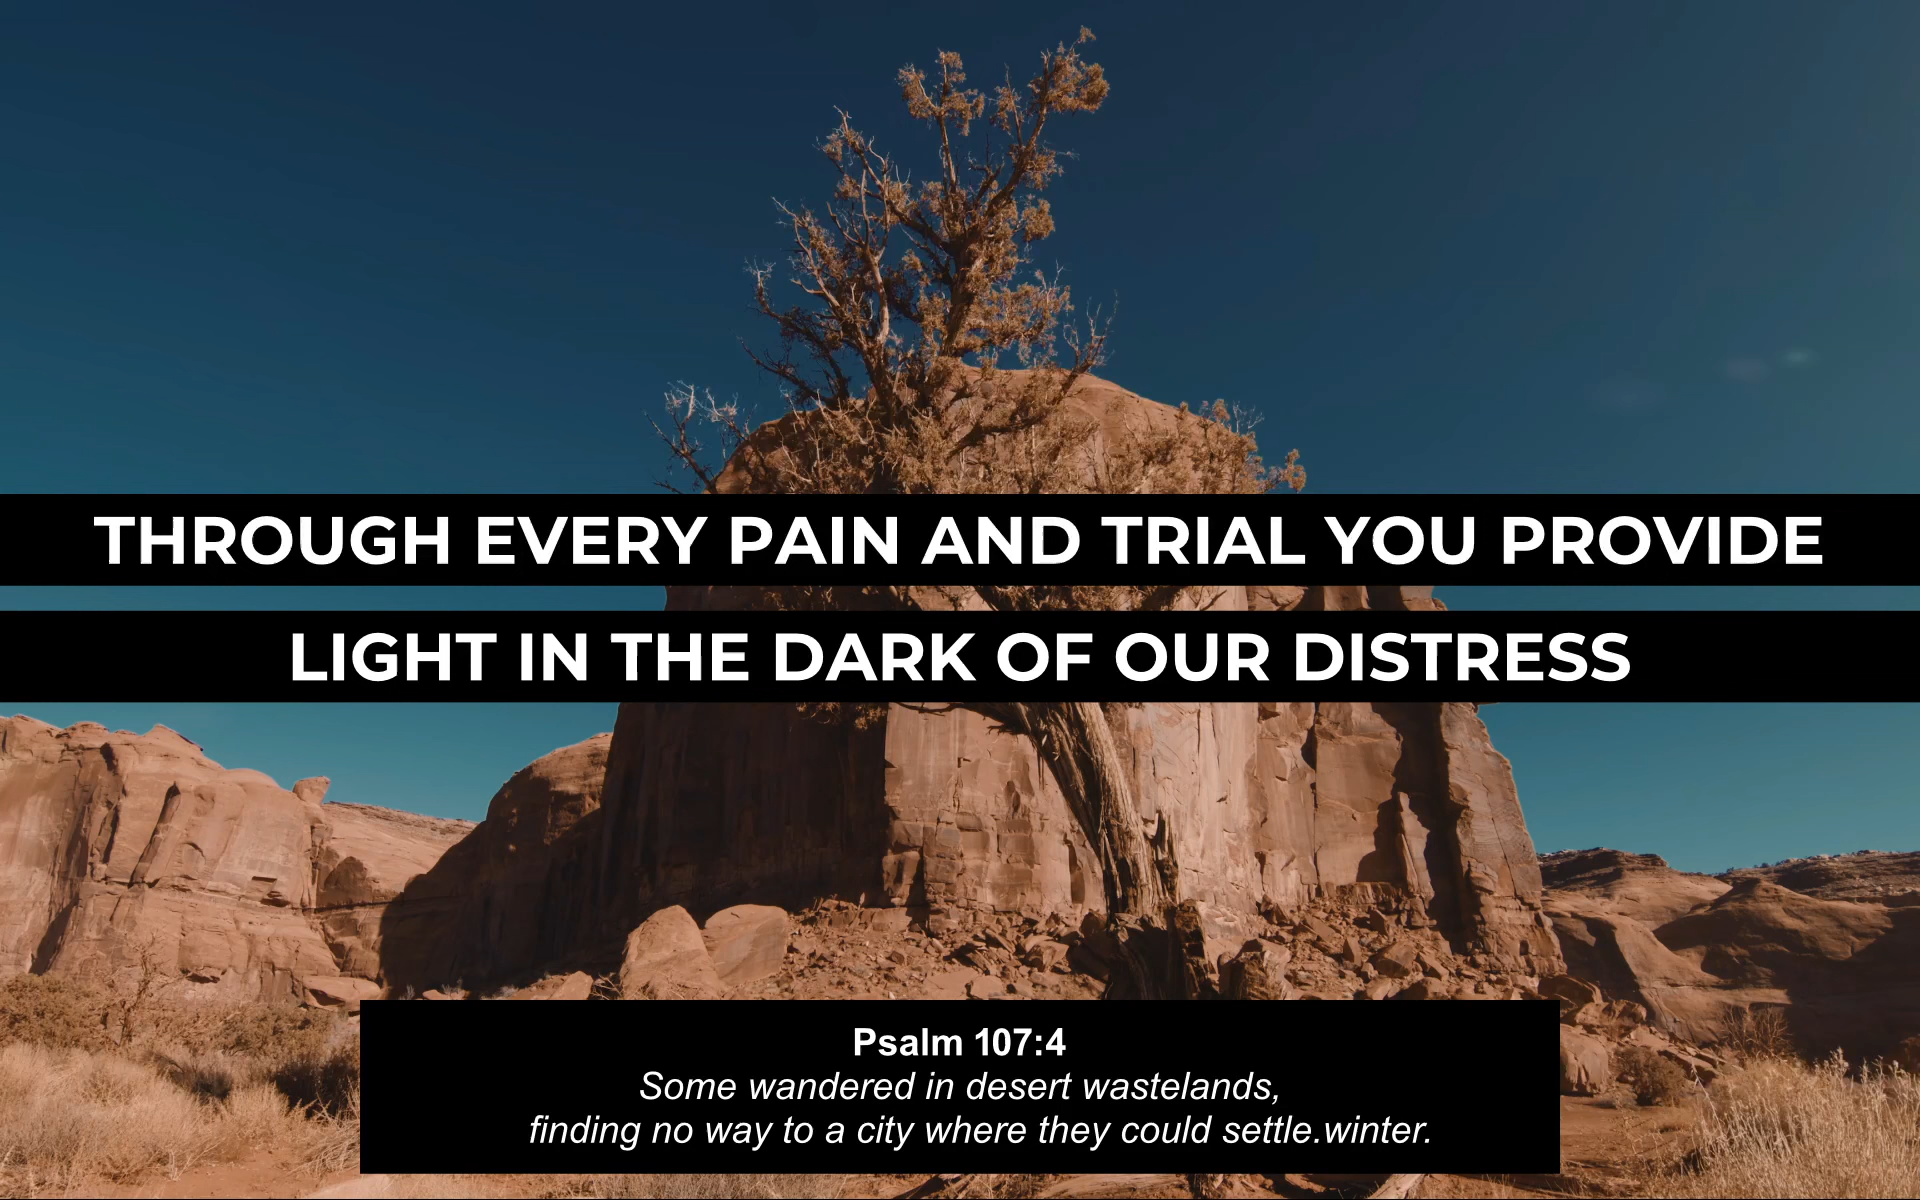 THROUGH EVERY PAIN AND TRIAL YOU PROVIDE
LIGHT IN THE DARK OF OUR DISTRESS
Psalm 107:4
Some wandered in desert wastelands,
finding no way to a city where they could settle.winter.